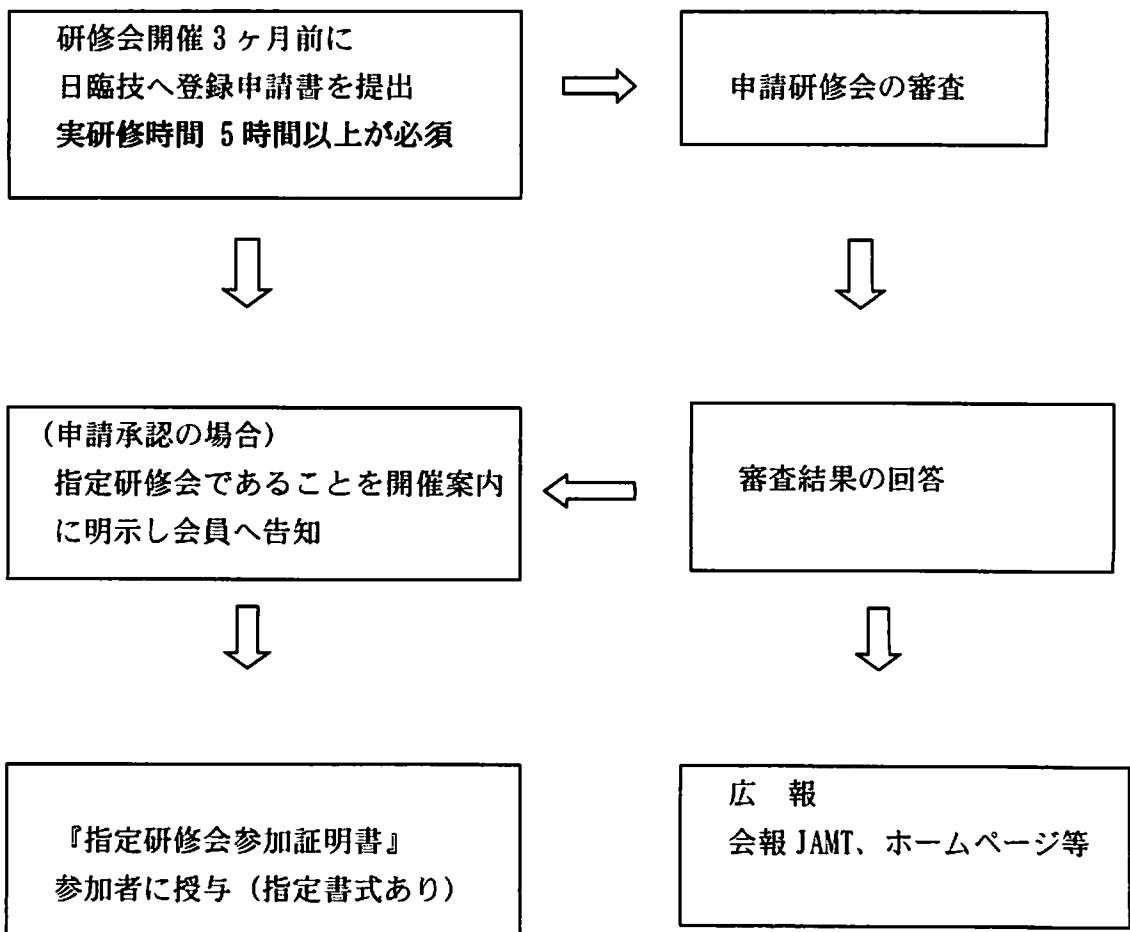 研修会開催3ヶ月前に
日臨技へ登録申請書を提出
実研修時間 5時間以上が必須
申請研修会の審査
(申請承認の場合)
指定研修会であることを開催案内
に明示し会員へ告知
審査結果の回答
『指定研修会参加証明書』
参加者に授与(指定書式あり)
広 報
会報JAMT、ホームページ等